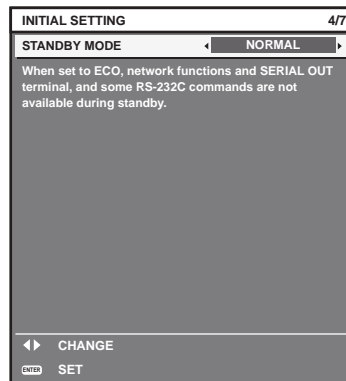 INITIAL SETTING 4/7
STANDBY MODE NORMAL
When set to ECO, network functions and SERIAL OUT
terminal, and some RS-232C commands are not
available during standby.
CHANGE
ENTER SET